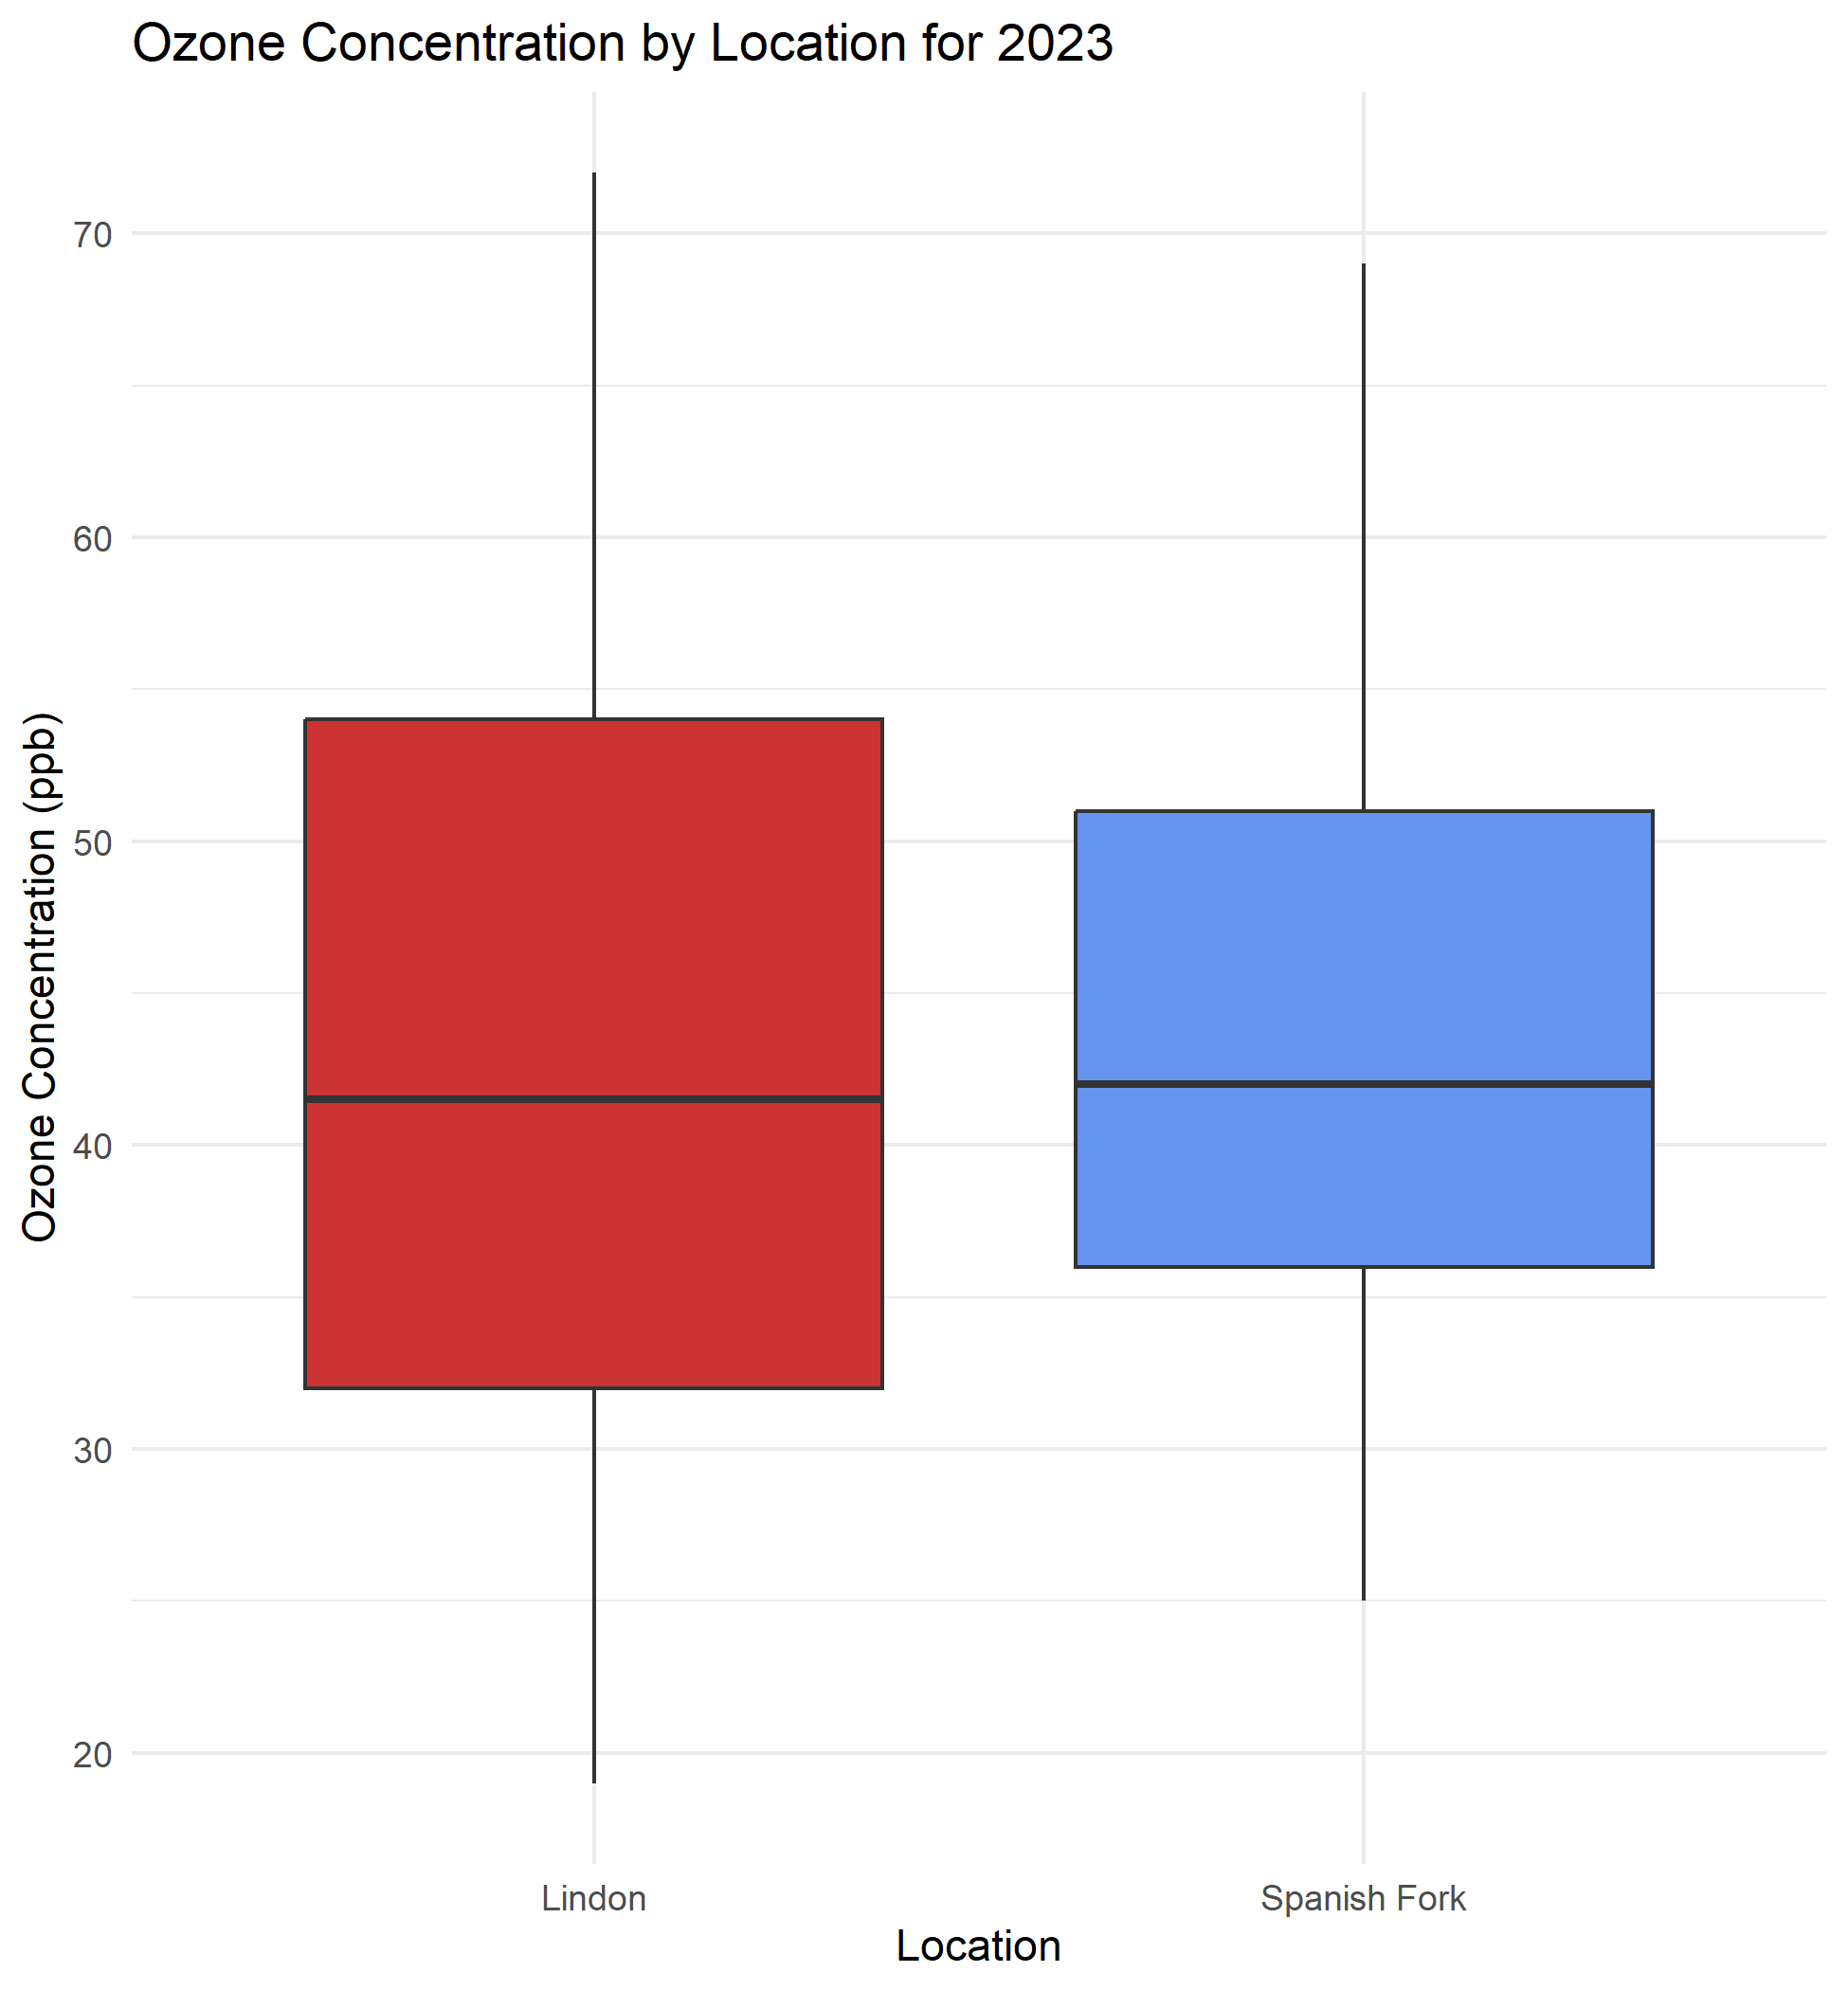 Ozone Concentration by Location for 2023
Ozone Concentration (ppb)
70
60
50
40
30
20
Lindon
Spanish Fork
Location